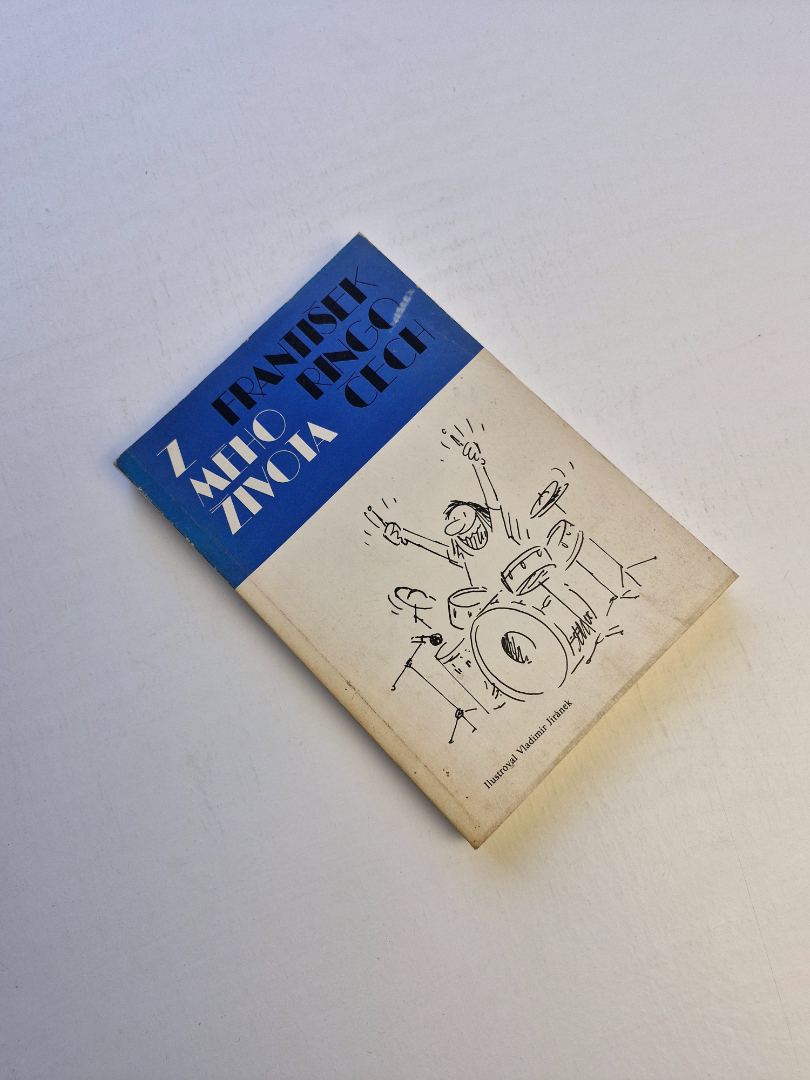 FRANTIŠEK
RINGO
ČECH
Z
MÉHO
ŽIVOTA
Ilustroval Vladimír Jiránek